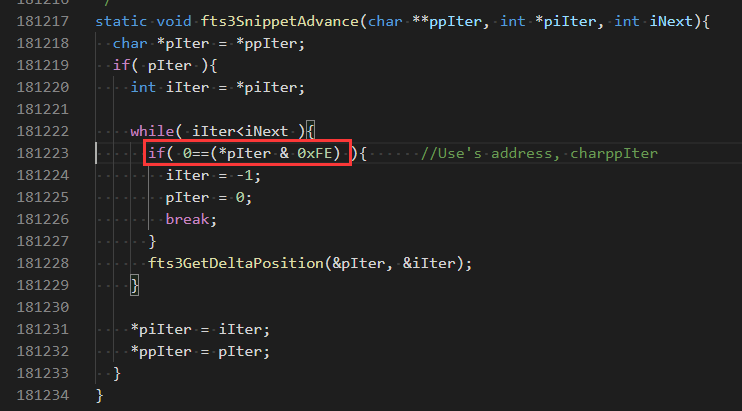 181216 */
181217 static void fts3SnippetAdvance(char **ppIter, int *piIter, int iNext){
181218   char *pIter = *ppIter;
181219   if( pIter ){
181220     int iIter = *piIter;
181221
181222     while( iIter<iNext ){
181223       if( 0==(*pIter & 0xFE) ){      //Use's address, charppIter
181224         iIter = -1;
181225         pIter = 0;
181226         break;
181227       }
181228       fts3GetDeltaPosition(&pIter, &iIter);
181229     }
181230
181231     *piIter = iIter;
181232     *ppIter = pIter;
181233   }
181234 }